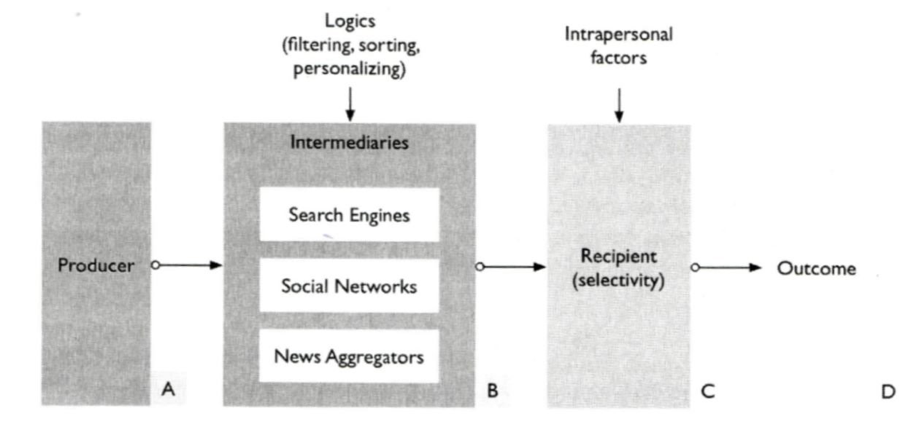 Logics
(filtering, sorting,
personalizing)
Intrapersonal
factors
Intermediaries
Search Engines
Producer
Social Networks
Recipient
(selectivity)
Outcome
News Aggregators
A
B
C
D